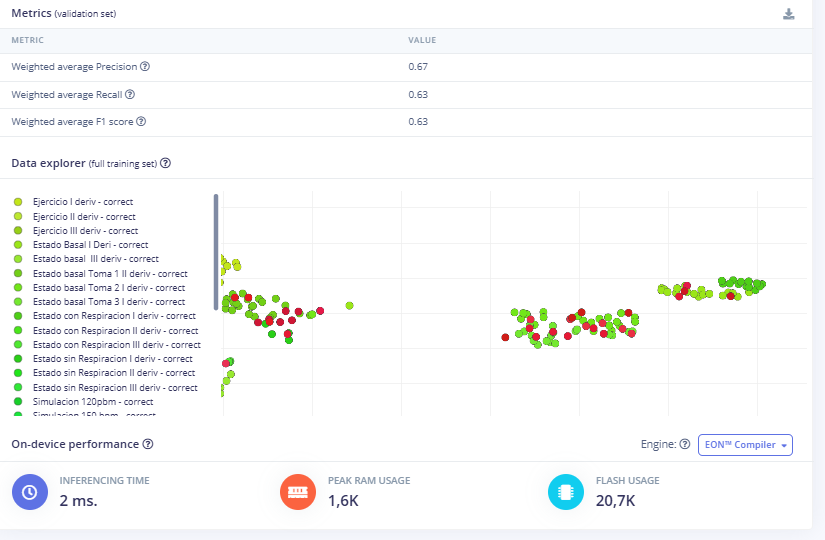 Metrics (validation set)
METRIC VALUE
Weighted average Precision 0.67
Weighted average Recall 0.63
Weighted average F1 score 0.63
Data explorer (full training set)
Ejercicio I deriv - correct
Ejercicio II deriv - correct
Ejercicio III deriv - correct
Estado Basal I Deri - correct
Estado basal  III deriv - correct
Estado basal Toma 1 II deriv - correct
Estado basal Toma 2 I deriv - correct
Estado basal Toma 3 I deriv - correct
Estado con Respiracion I deriv - correct
Estado con Respiracion II deriv - correct
Estado con Respiracion III deriv - correct
Estado sin Respiracion I deriv - correct
Estado sin Respiracion II deriv - correct
Estado sin Respiracion III deriv - correct
Simulacion 120pbm - correct
Simulacion 150 bpm - correct
On-device performance Engine: EON™ Compiler
INFERENCING TIME
2 ms.
PEAK RAM USAGE
1,6K
FLASH USAGE
20,7K